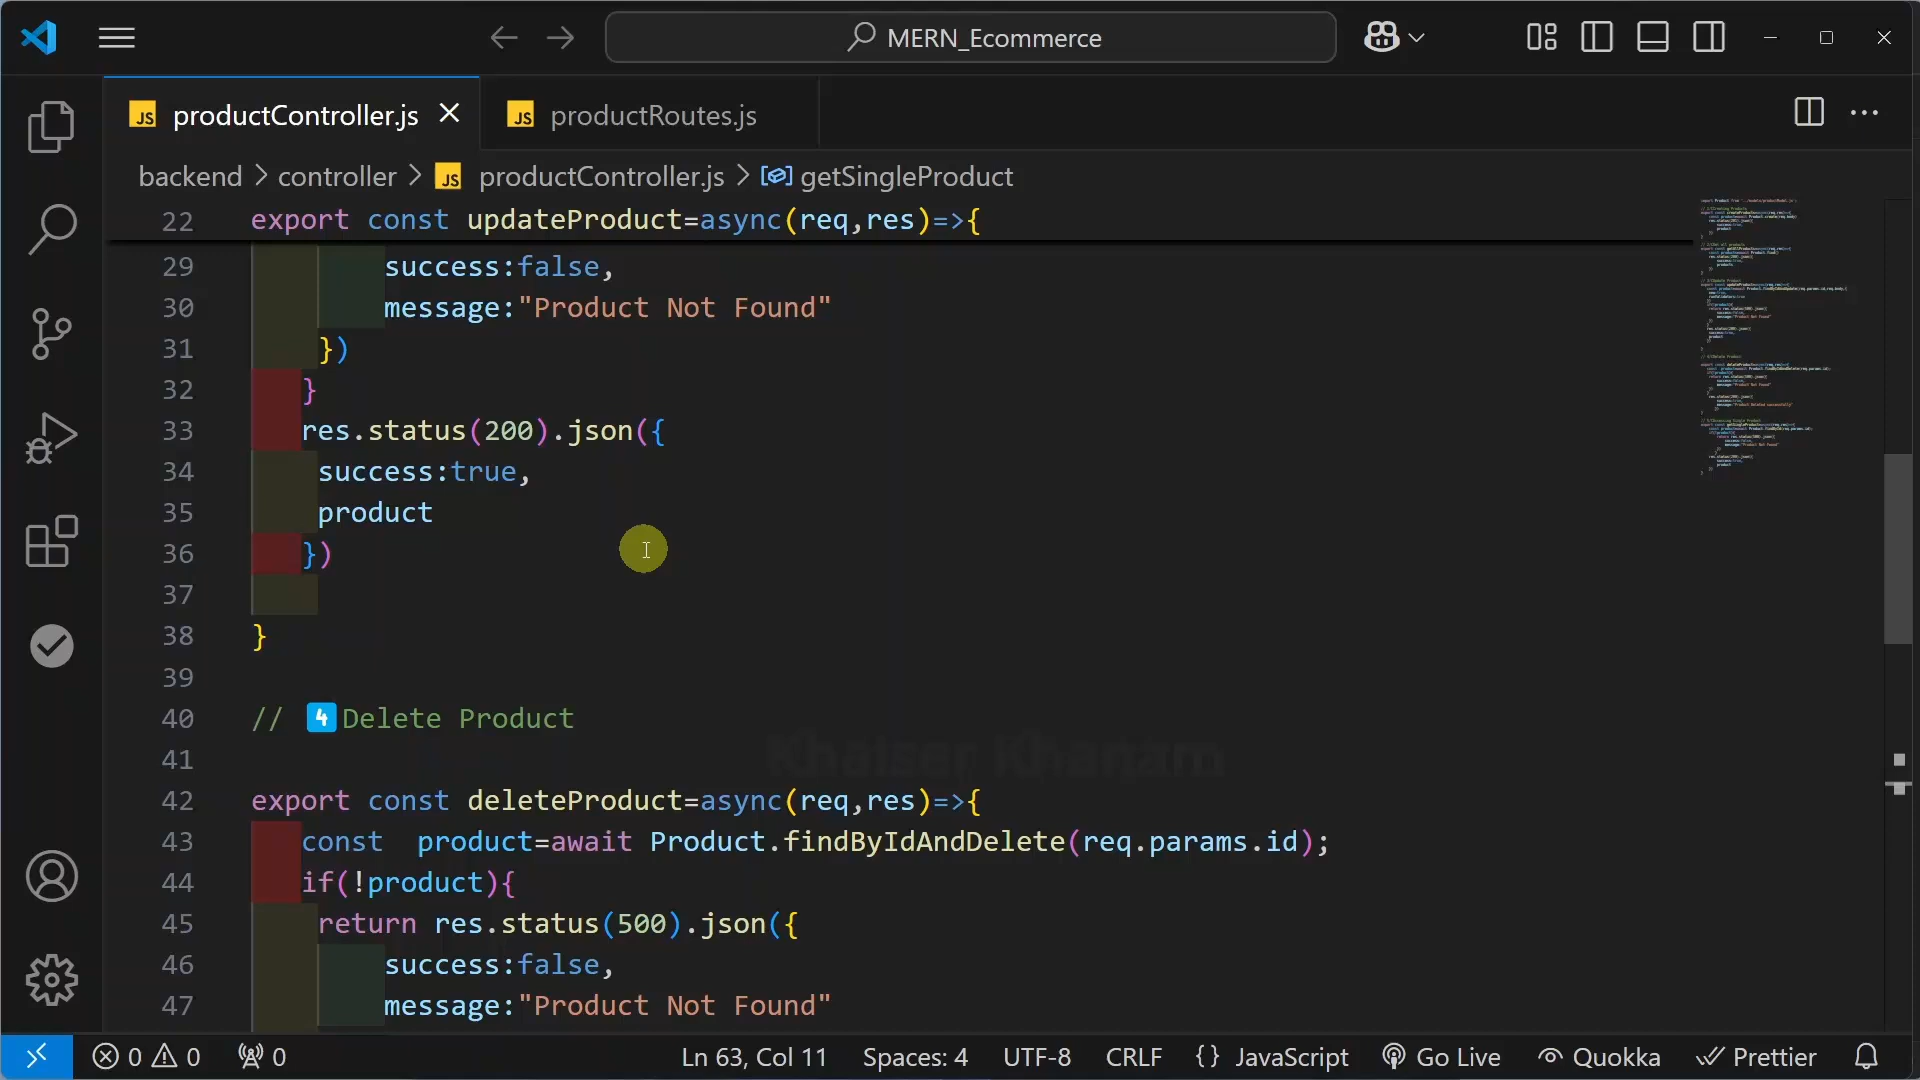 MERN_Ecommerce
JS productController.js
JS productRoutes.js
backend > controller > JS productController.js > getSingleProduct
22 export const updateProduct=async(req,res)=>{
29 success:false,
30 message:"Product Not Found"
31 })
32 }
33 res.status(200).json({
34 success:true,
35 product
36 })
37
38 }
39
40 // 4️⃣Delete Product
41
42 export const deleteProduct=async(req,res)=>{
43 const  product=await Product.findByIdAndDelete(req.params.id);
44 if(!product){
45 return res.status(500).json({
46 success:false,
47 message:"Product Not Found"
Khaiser Khanam
0 0 0 Ln 63, Col 11 Spaces: 4 UTF-8 CRLF {} JavaScript Go Live Quokka Prettier